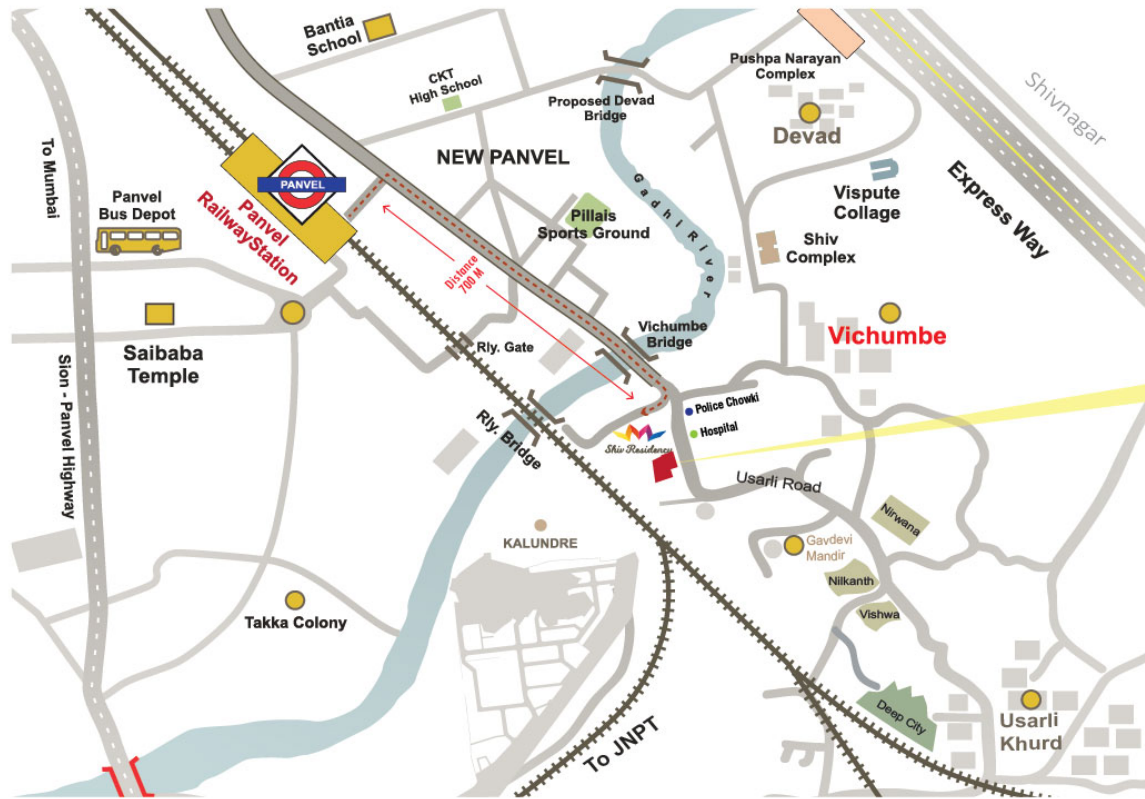 Bantia
School
CKT
High School
Pushpa Narayan
Complex
Proposed Devad
Bridge
Devad
Shivnagar
Express Way
To Mumbai
NEW PANVEL
PANVEL
Panvel
RailwayStation
Panvel
Bus Depot
Gadhi River
Vispute
Collage
Pillais
Sports Ground
Shiv
Complex
Distance
700 M
Saibaba
Temple
Rly. Gate
Vichumbe
Bridge
Vichumbe
Sion - Panvel Highway
Rly. Bridge
Police Chowki
Hospital
Shiv Residency
Usarli Road
Nirwana
KALUNDRE
Gavdevi
Mandir
Nilkanth
Vishwa
Takka Colony
Deep City
Usarli
Khurd
To JNPT